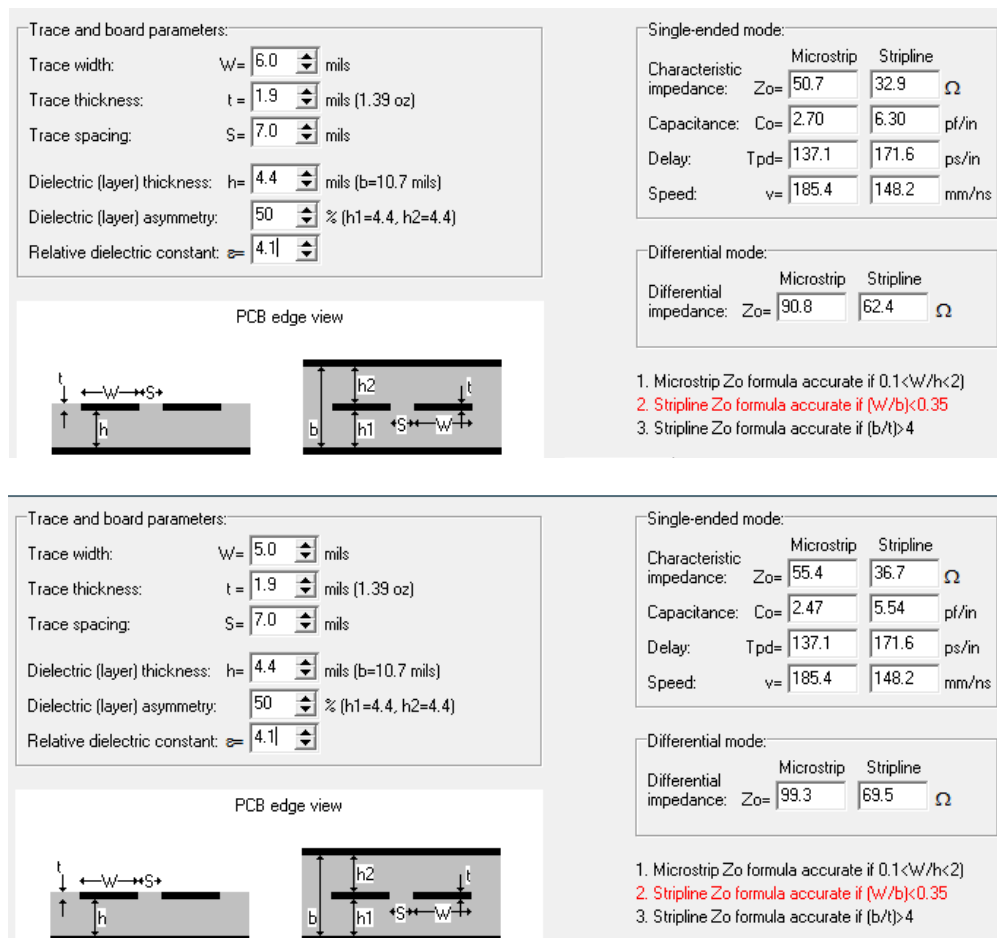 Trace and board parameters:
Trace width: W= 6.0 mils
Trace thickness: t = 1.9 mils (1.39 oz)
Trace spacing: S= 7.0 mils
Dielectric (layer) thickness: h= 4.4 mils (b=10.7 mils)
Dielectric (layer) asymmetry: 50 % (h1=4.4, h2=4.4)
Relative dielectric constant: ε= 4.1
PCB edge view
t W S h
h2 t b h1 S W
Single-ended mode:
Microstrip Stripline
Characteristic
impedance: Zo= 50.7 32.9 Ω
Capacitance: Co= 2.70 6.30 pf/in
Delay: Tpd= 137.1 171.6 ps/in
Speed: v= 185.4 148.2 mm/ns
Differential mode:
Microstrip Stripline
Differential
impedance: Zo= 90.8 62.4 Ω
1. Microstrip Zo formula accurate if 0.1<W/h<2)
2. Stripline Zo formula accurate if (W/b)<0.35
3. Stripline Zo formula accurate if (b/t)>4
Trace and board parameters:
Trace width: W= 5.0 mils
Trace thickness: t = 1.9 mils (1.39 oz)
Trace spacing: S= 7.0 mils
Dielectric (layer) thickness: h= 4.4 mils (b=10.7 mils)
Dielectric (layer) asymmetry: 50 % (h1=4.4, h2=4.4)
Relative dielectric constant: ε= 4.1
PCB edge view
t W S h
h2 t b h1 S W
Single-ended mode:
Microstrip Stripline
Characteristic
impedance: Zo= 55.4 36.7 Ω
Capacitance: Co= 2.47 5.54 pf/in
Delay: Tpd= 137.1 171.6 ps/in
Speed: v= 185.4 148.2 mm/ns
Differential mode:
Microstrip Stripline
Differential
impedance: Zo= 99.3 69.5 Ω
1. Microstrip Zo formula accurate if 0.1<W/h<2)
2. Stripline Zo formula accurate if (W/b)<0.35
3. Stripline Zo formula accurate if (b/t)>4